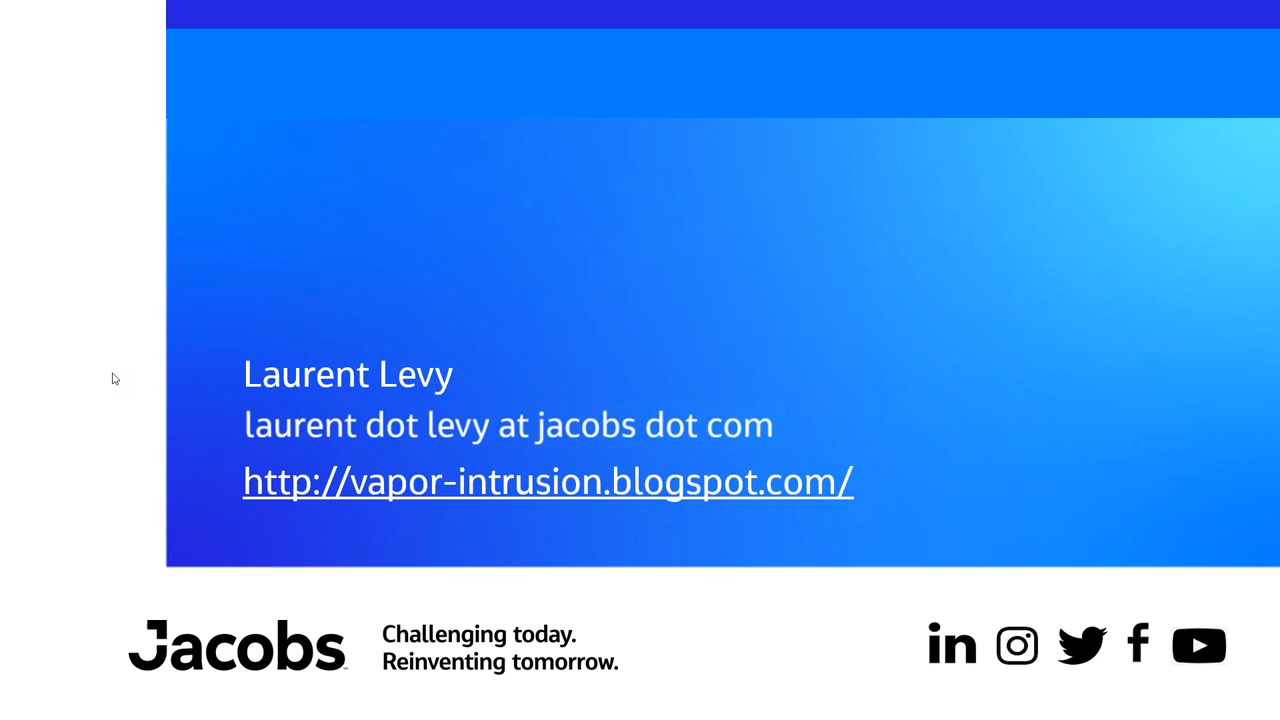 Laurent Levy
laurent dot levy at jacobs dot com
http://vapor-intrusion.blogspot.com/
Jacobs
Challenging today.
Reinventing tomorrow.
in
f